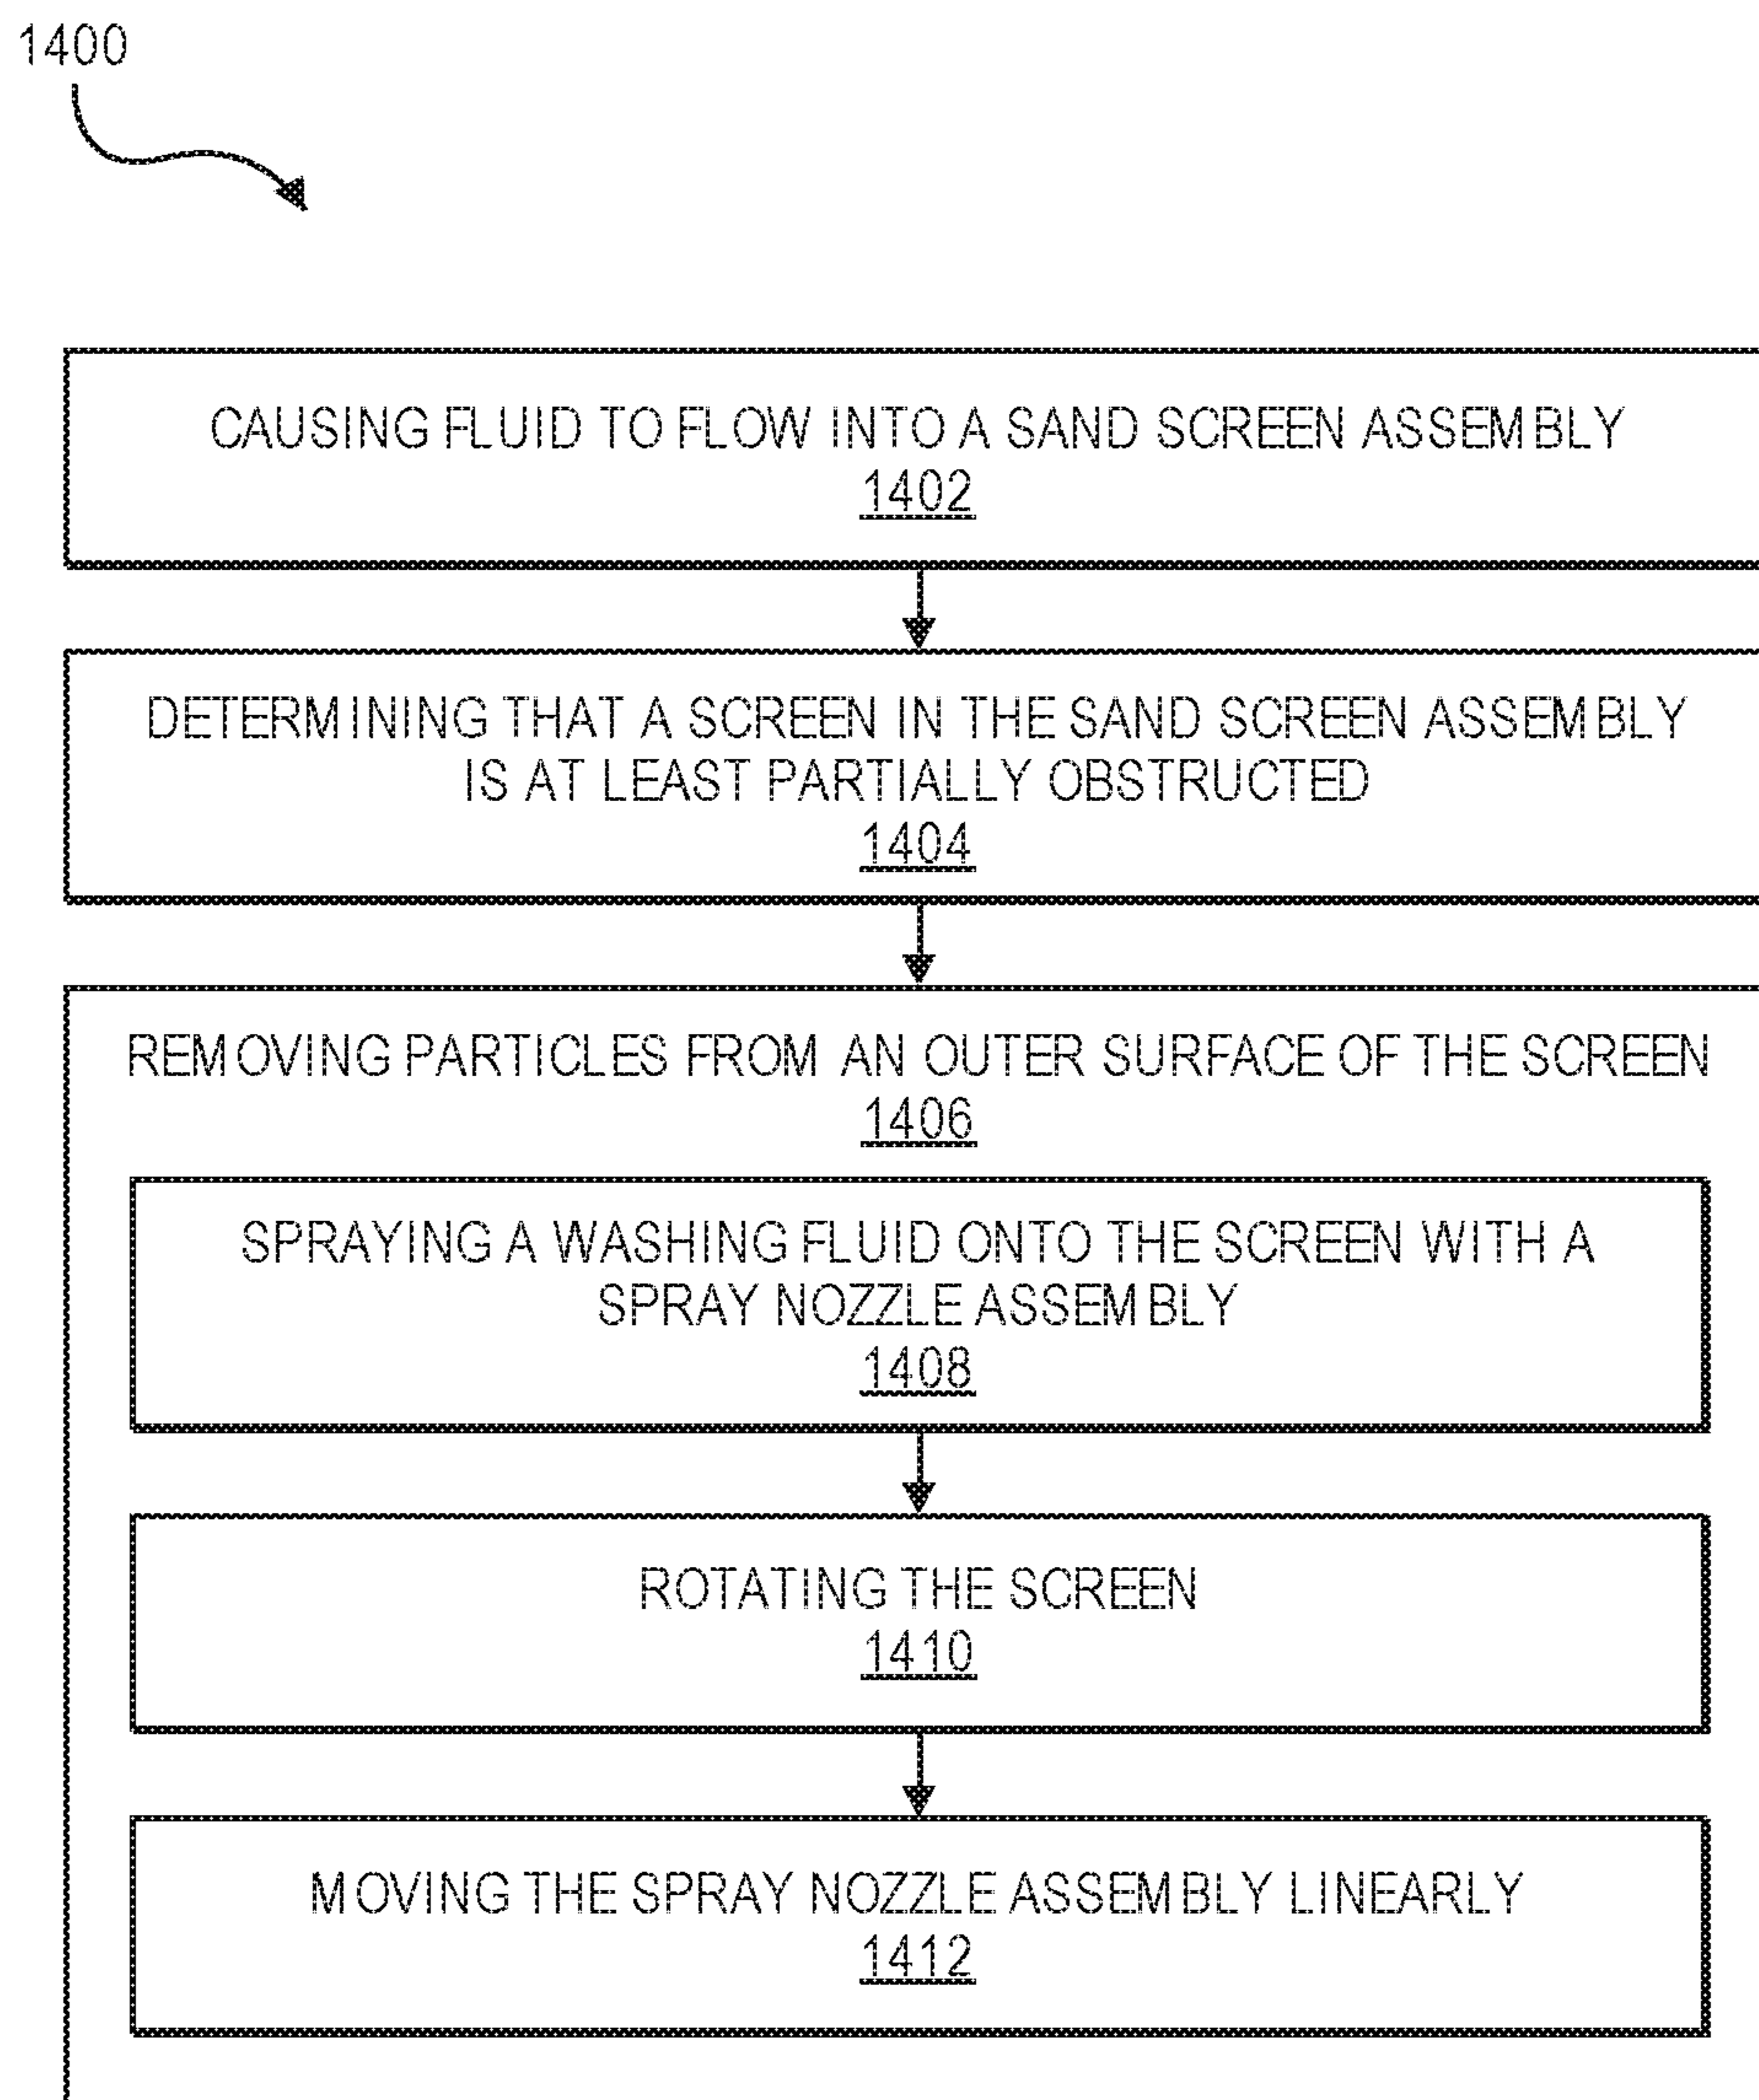 1400
CAUSING FLUID TO FLOW INTO A SAND SCREEN ASSEMBLY
1402
DETERMINING THAT A SCREEN IN THE SAND SCREEN ASSEMBLY
IS AT LEAST PARTIALLY OBSTRUCTED
1404
REMOVING PARTICLES FROM AN OUTER SURFACE OF THE SCREEN
1406
SPRAYING A WASHING FLUID ONTO THE SCREEN WITH A
SPRAY NOZZLE ASSEMBLY
1408
ROTATING THE SCREEN
1410
MOVING THE SPRAY NOZZLE ASSEMBLY LINEARLY
1412